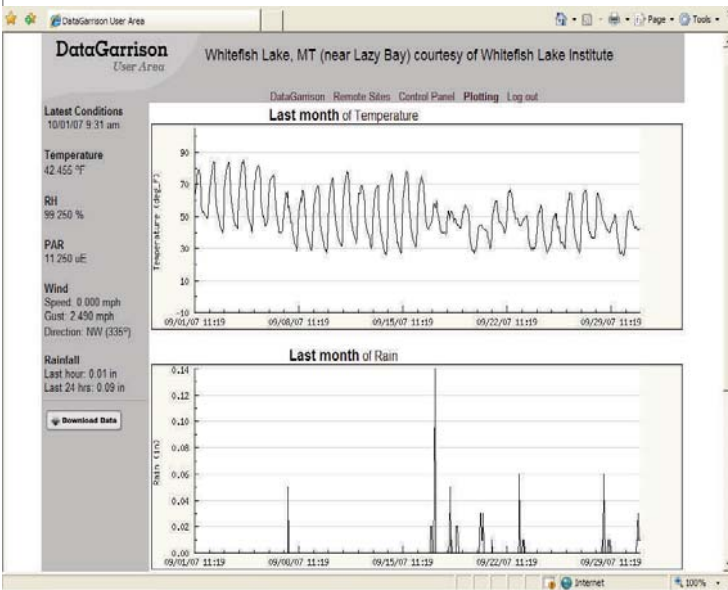 DataGarrison User Area
Page
Tools
DataGarrison
User Area
Whitefish Lake, MT (near Lazy Bay) courtesy of Whitefish Lake Institute
DataGarrison Remote Sites Control Panel Plotting Log out
Latest Conditions
10/01/07 9:31 am
Temperature
42.455 °F
RH
99.250 %
PAR
11.250 uE
Wind
Speed: 0.000 mph
Gust: 2.490 mph
Direction: NW (335°)
Rainfall
Last hour: 0.01 in
Last 24 hrs: 0.09 in
Download Data
Last month of Temperature
Temperature (deg_F)
90
70
50
30
10
-10
09/01/07 11:19 09/08/07 11:19 09/15/07 11:19 09/22/07 11:19 09/29/07 11:19
Last month of Rain
Rain (in)
0.14
0.12
0.10
0.08
0.06
0.04
0.02
0.00
09/01/07 11:19 09/08/07 11:19 09/15/07 11:19 09/22/07 11:19 09/29/07 11:19
Internet
100%